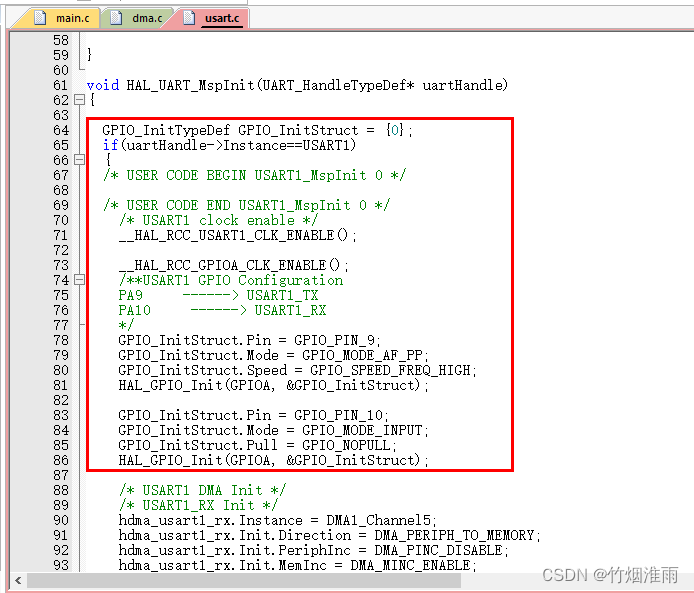 main.c dma.c usart.c
58
59 }
60
61 void HAL_UART_MspInit(UART_HandleTypeDef* uartHandle)
62 {
63
64 GPIO_InitTypeDef GPIO_InitStruct = {0};
65 if(uartHandle->Instance==USART1)
66 {
67 /* USER CODE BEGIN USART1_MspInit 0 */
68
69 /* USER CODE END USART1_MspInit 0 */
70 /* USART1 clock enable */
71 __HAL_RCC_USART1_CLK_ENABLE();
72
73 __HAL_RCC_GPIOA_CLK_ENABLE();
74 /**USART1 GPIO Configuration
75 PA9 ------> USART1_TX
76 PA10 ------> USART1_RX
77 */
78 GPIO_InitStruct.Pin = GPIO_PIN_9;
79 GPIO_InitStruct.Mode = GPIO_MODE_AF_PP;
80 GPIO_InitStruct.Speed = GPIO_SPEED_FREQ_HIGH;
81 HAL_GPIO_Init(GPIOA, &GPIO_InitStruct);
82
83 GPIO_InitStruct.Pin = GPIO_PIN_10;
84 GPIO_InitStruct.Mode = GPIO_MODE_INPUT;
85 GPIO_InitStruct.Pull = GPIO_NOPULL;
86 HAL_GPIO_Init(GPIOA, &GPIO_InitStruct);
87
88 /* USART1 DMA Init */
89 /* USART1_RX Init */
90 hdma_usart1_rx.Instance = DMA1_Channel5;
91 hdma_usart1_rx.Init.Direction = DMA_PERIPH_TO_MEMORY;
92 hdma_usart1_rx.Init.PeriphInc = DMA_PINC_DISABLE;
93 hdma_usart1_rx.Init.MemInc = DMA_MINC_ENABLE;
CSDN @竹烟淮雨